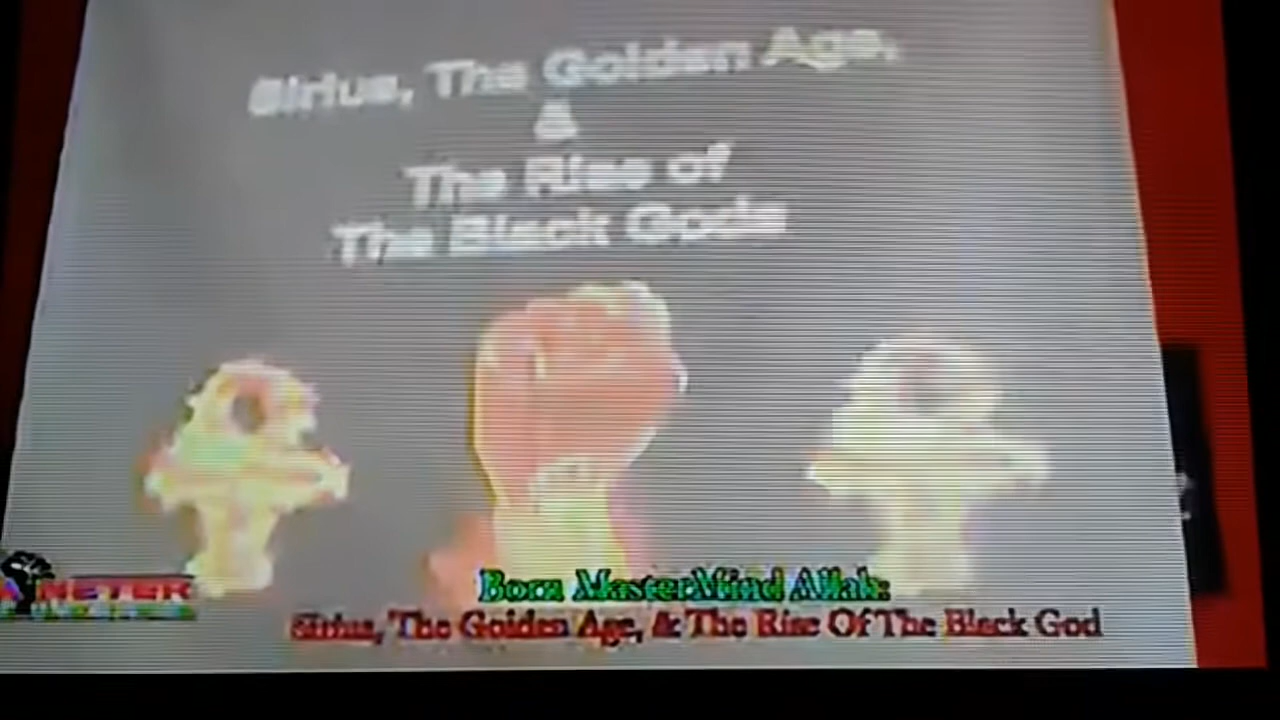 Sirius, The Golden Age,
&
The Rise of
The Black Gods
NETER
Born MasterMind Allah:
Sirius, The Golden Age, & The Rise Of The Black God